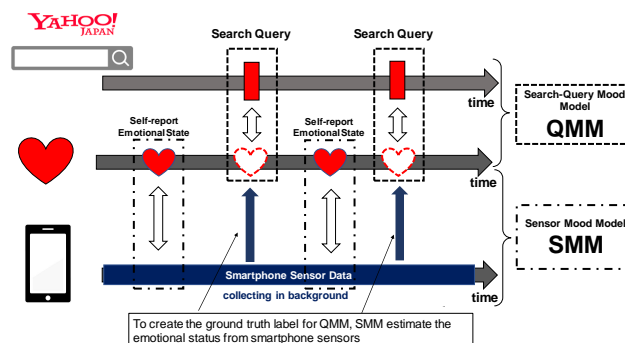 YAHOO!
JAPAN
Search Query
Search Query
time
Self-report
Emotional State
Self-report
Emotional State
time
Search-Query Mood
Model
QMM
Sensor Mood Model
SMM
Smartphone Sensor Data
collecting in background
time
To create the ground truth label for QMM, SMM estimate the
emotional status from smartphone sensors